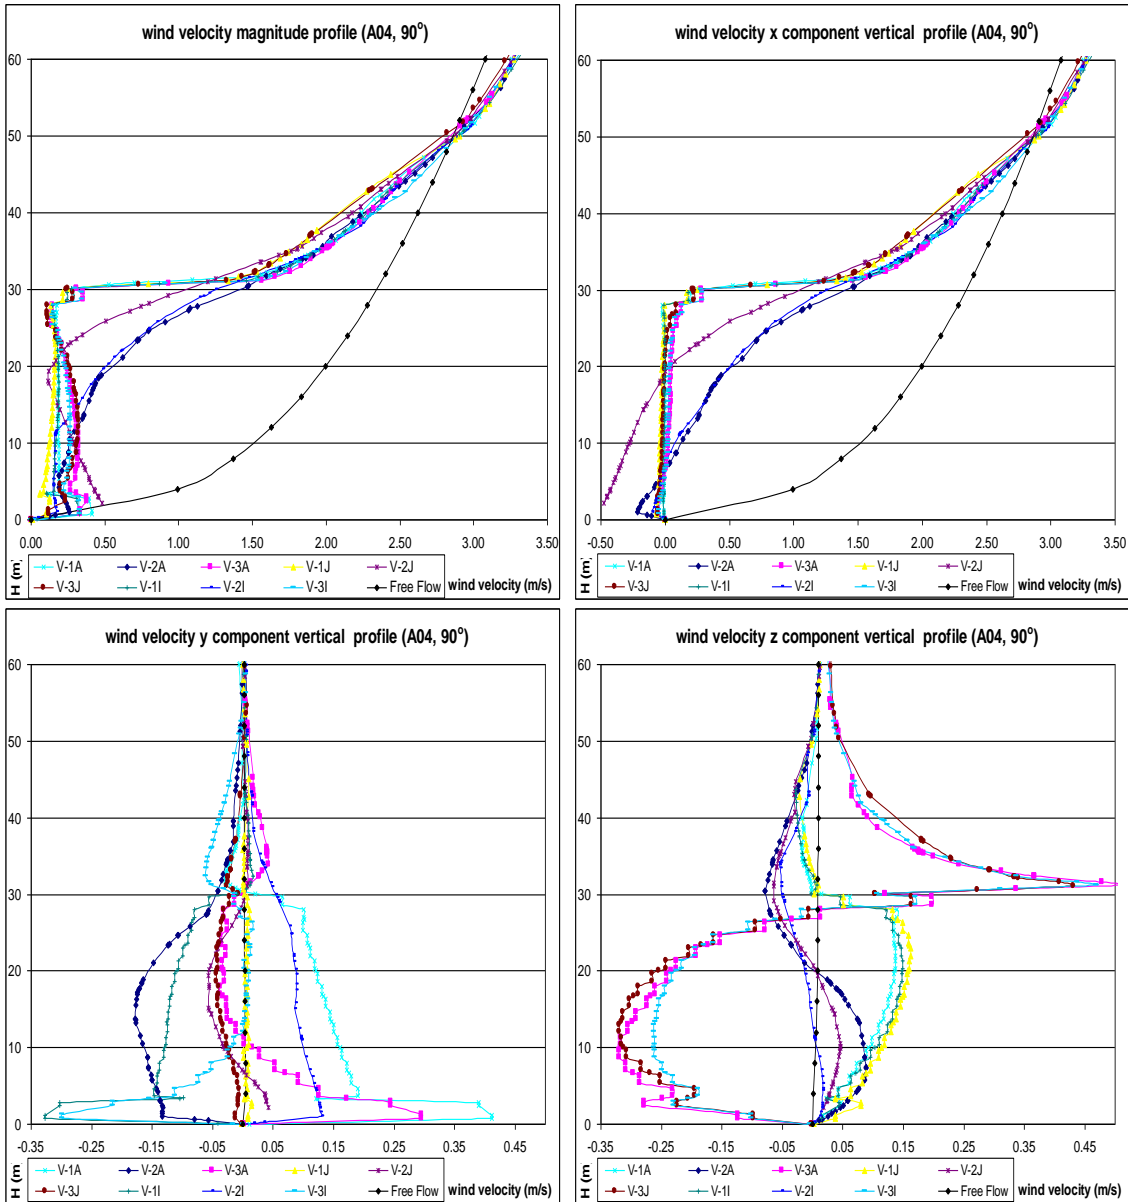 wind velocity magnitude profile (A04, 90°)
60
50
40
30
20
10
0
0.00 0.50 1.00 1.50 2.00 2.50 3.00 3.50
H (m)
V-1A V-2A V-3A V-1J V-2J
V-3J V-1I V-2I V-3I Free Flow
wind velocity (m/s)
wind velocity x component vertical profile (A04, 90°)
60
50
40
30
20
10
0
-0.50 0.00 0.50 1.00 1.50 2.00 2.50 3.00 3.50
H (m)
V-1A V-2A V-3A V-1J V-2J
V-3J V-1I V-2I V-3I Free Flow
wind velocity (m/s)
wind velocity y component vertical profile (A04, 90°)
60
50
40
30
20
10
0
-0.35 -0.25 -0.15 -0.05 0.05 0.15 0.25 0.35 0.45
H (m)
V-1A V-2A V-3A V-1J V-2J
V-3J V-1I V-2I V-3I Free Flow
wind velocity (m/s)
wind velocity z component vertical profile (A04, 90°)
60
50
40
30
20
10
0
-0.35 -0.25 -0.15 -0.05 0.05 0.15 0.25 0.35 0.45
H (m)
V-1A V-2A V-3A V-1J V-2J
V-3J V-1I V-2I V-3I Free Flow
wind velocity (m/s)